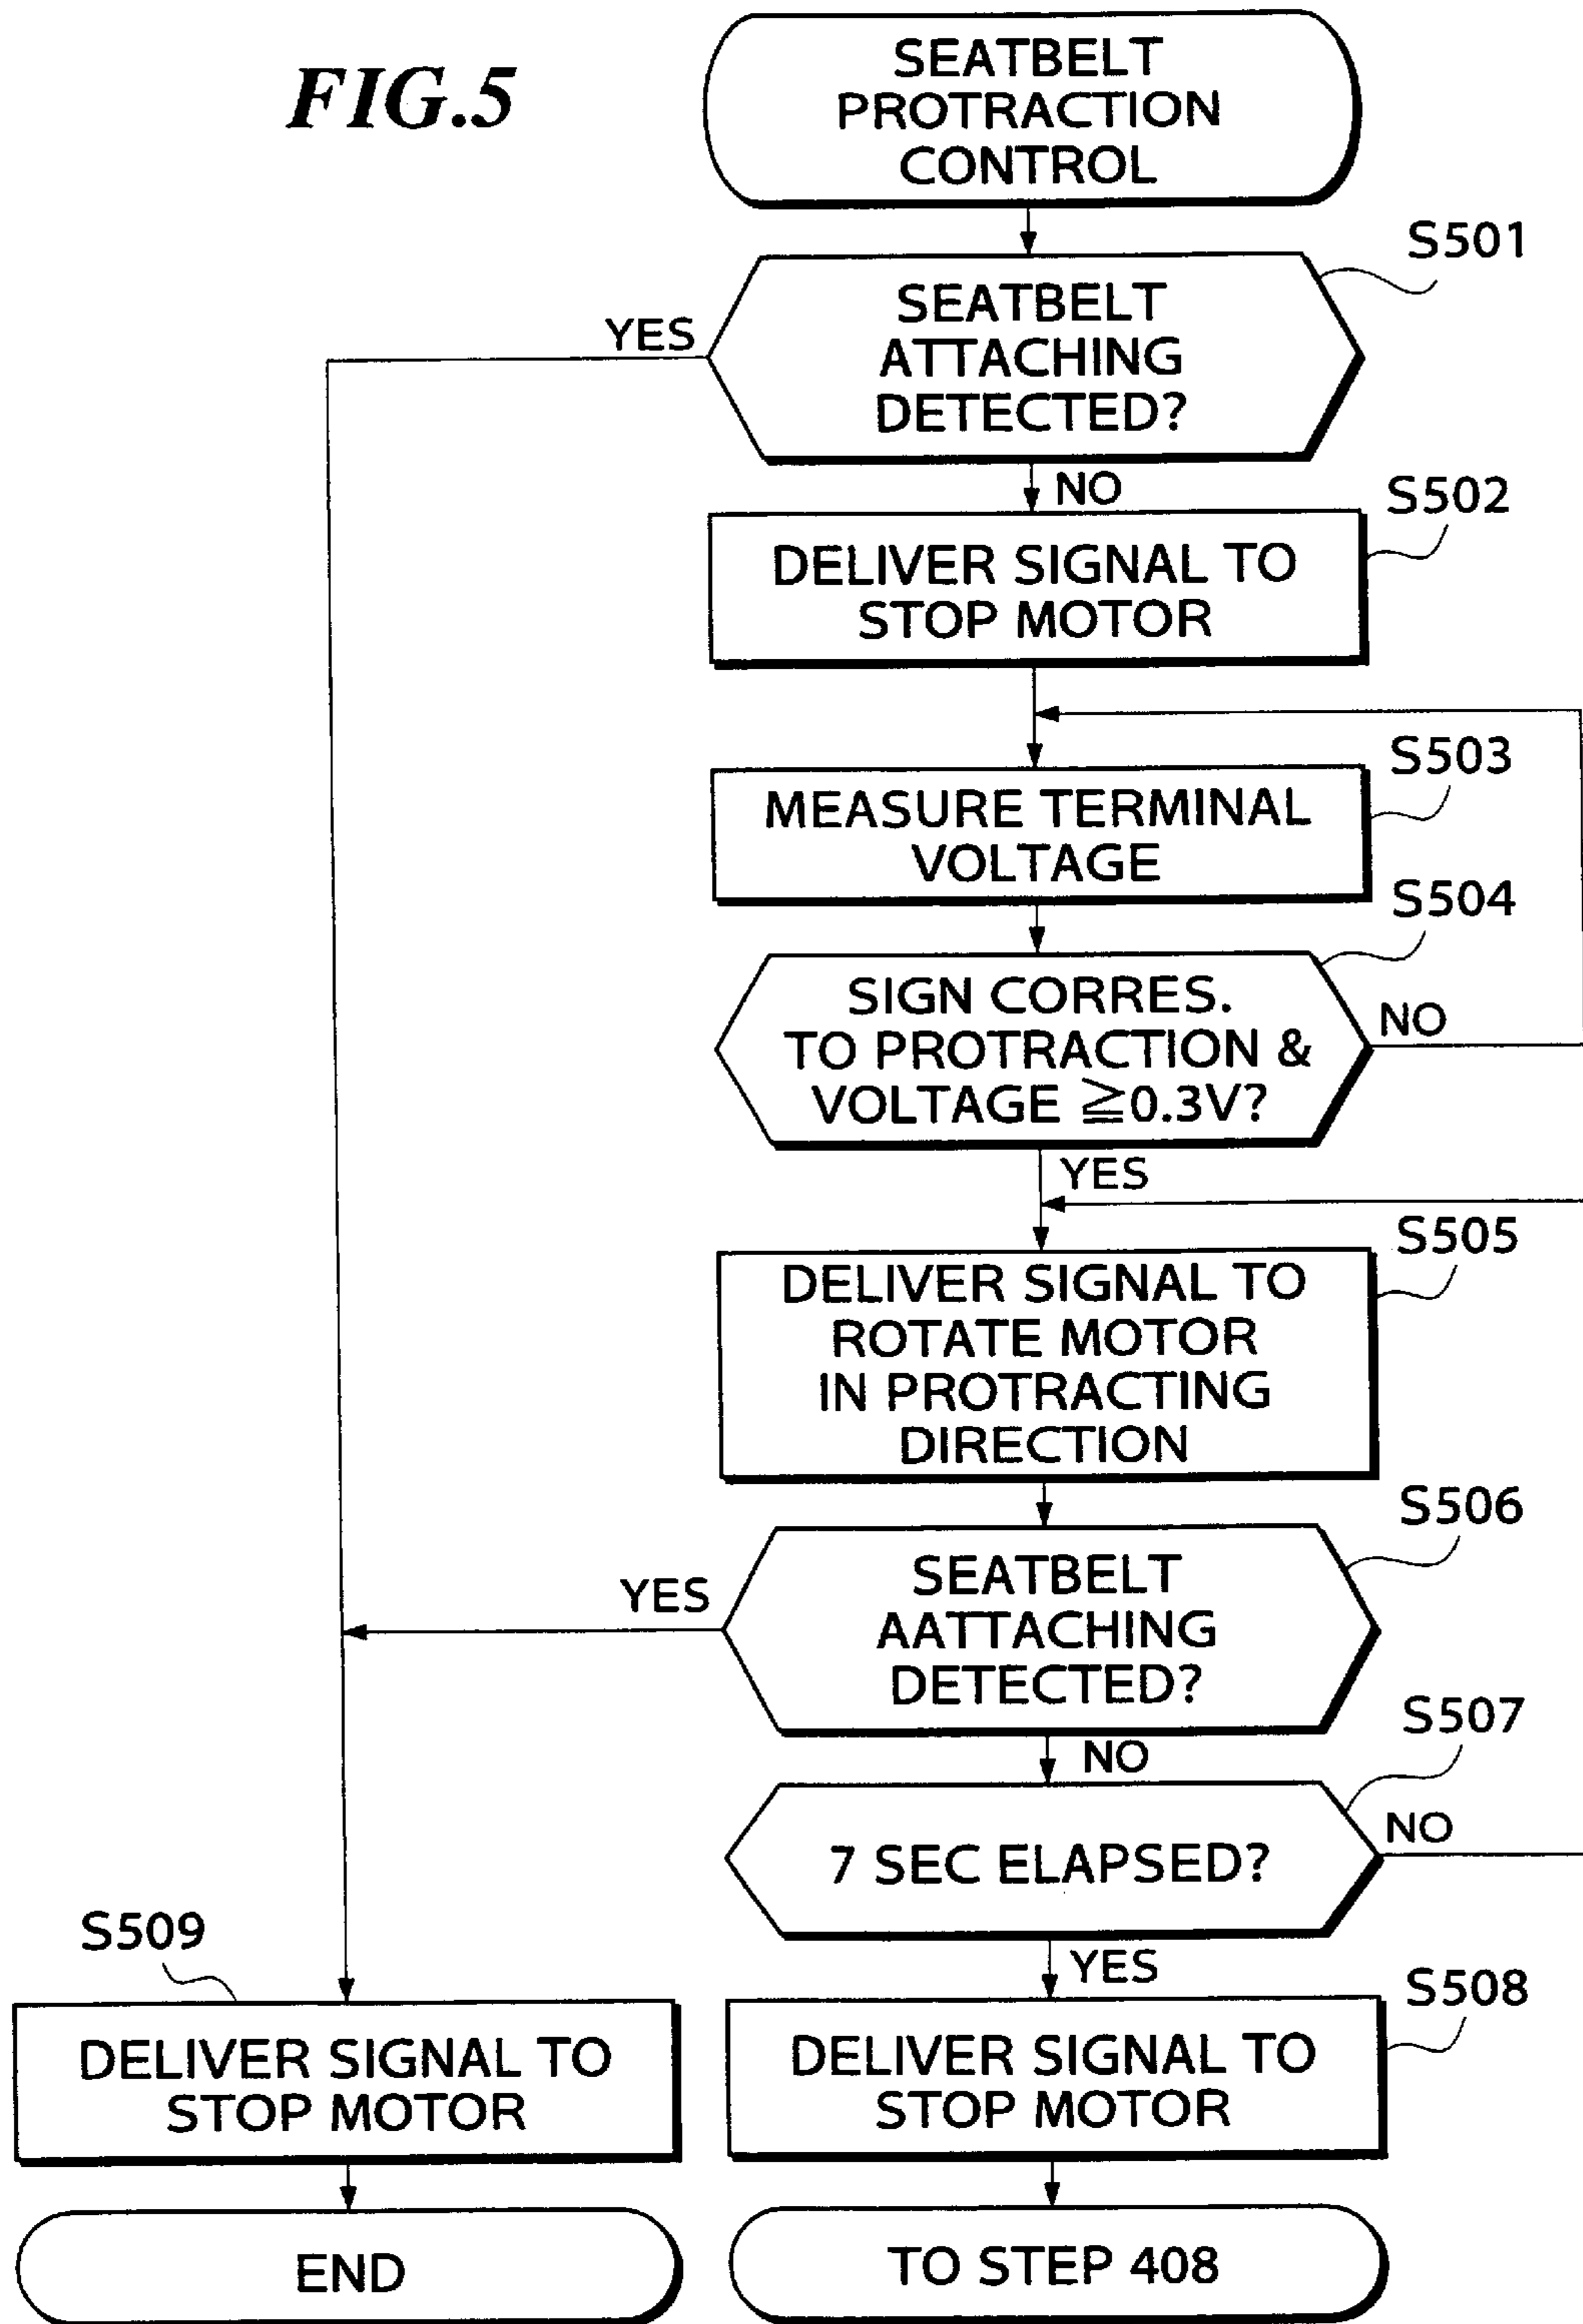 FIG.5
SEATBELT
PROTRACTION
CONTROL
S501
SEATBELT
ATTACHING
DETECTED?
YES
NO
S502
DELIVER SIGNAL TO
STOP MOTOR
S503
MEASURE TERMINAL
VOLTAGE
S504
SIGN CORRES.
TO PROTRACTION &
VOLTAGE ≧0.3V?
NO
YES
S505
DELIVER SIGNAL TO
ROTATE MOTOR
IN PROTRACTING
DIRECTION
S506
SEATBELT
AATTACHING
DETECTED?
YES
NO
S507
7 SEC ELAPSED?
NO
YES
S509
DELIVER SIGNAL TO
STOP MOTOR
S508
DELIVER SIGNAL TO
STOP MOTOR
END
TO STEP 408